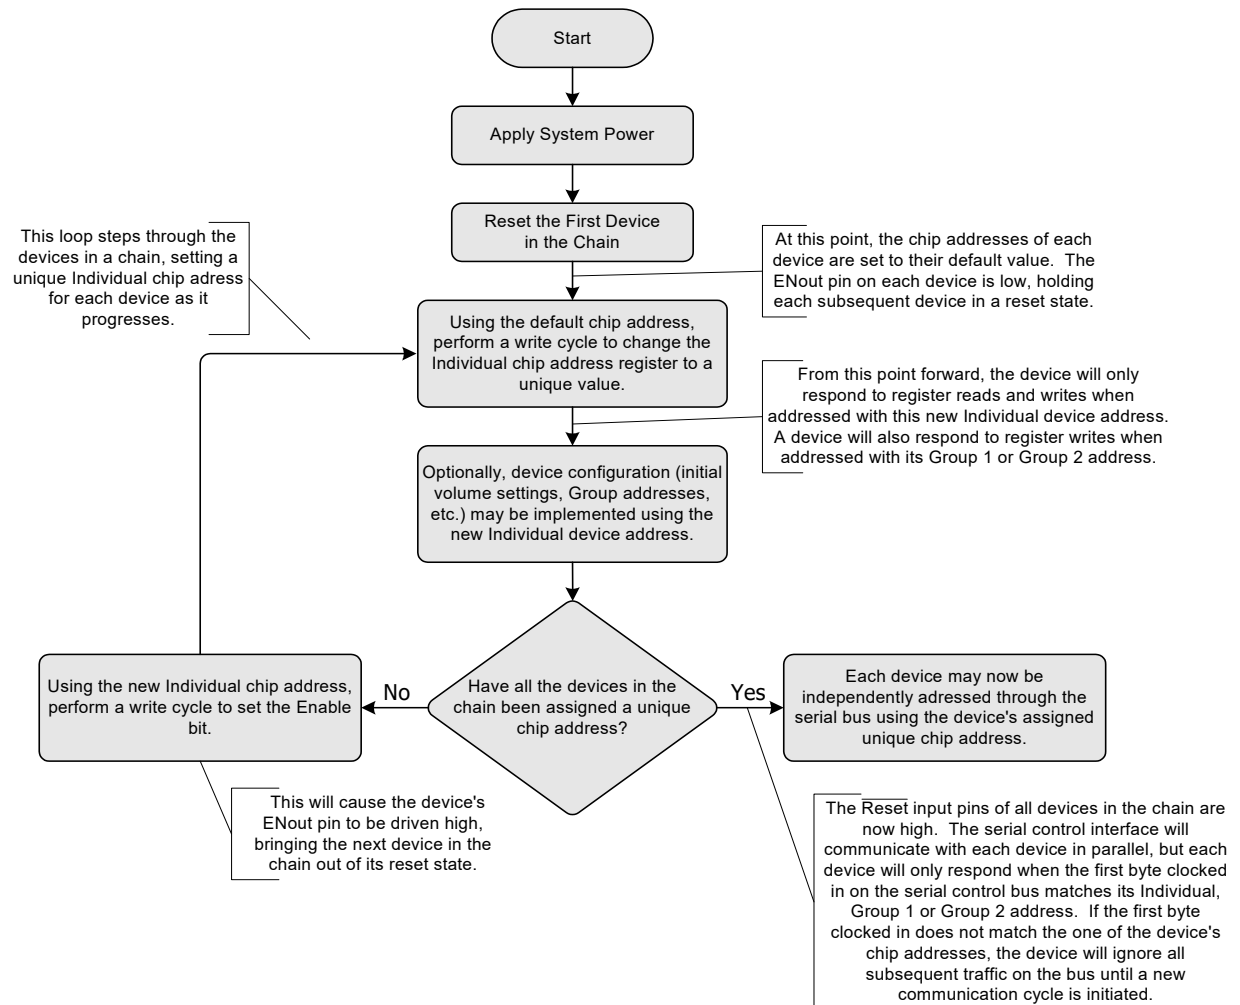 Start
Apply System Power
Reset the First Device
in the Chain
This loop steps through the
devices in a chain, setting a
unique Individual chip adress
for each device as it
progresses.
At this point, the chip addresses of each
device are set to their default value.  The
ENout pin on each device is low, holding
each subsequent device in a reset state.
Using the default chip address,
perform a write cycle to change the
Individual chip address register to a
unique value.
From this point forward, the device will only
respond to register reads and writes when
addressed with this new Individual device address.
A device will also respond to register writes when
addressed with its Group 1 or Group 2 address.
Optionally, device configuration (initial
volume settings, Group addresses,
etc.) may be implemented using the
new Individual device address.
Using the new Individual chip address,
perform a write cycle to set the Enable
bit.
No
Have all the devices in the
chain been assigned a unique
chip address?
Yes
Each device may now be
independently adressed through the
serial bus using the device's assigned
unique chip address.
This will cause the device's
ENout pin to be driven high,
bringing the next device in the
chain out of its reset state.
The Reset input pins of all devices in the chain are
now high.  The serial control interface will
communicate with each device in parallel, but each
device will only respond when the first byte clocked
in on the serial control bus matches its Individual,
Group 1 or Group 2 address.  If the first byte
clocked in does not match the one of the device's
chip addresses, the device will ignore all
subsequent traffic on the bus until a new
communication cycle is initiated.